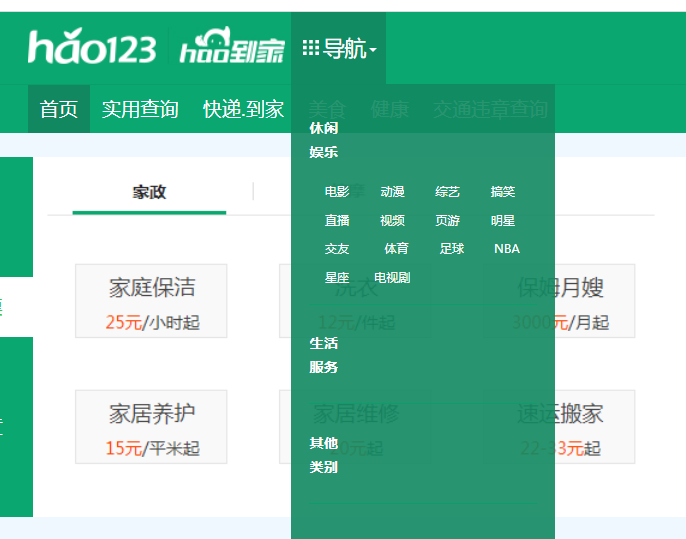 hao123 hao到家 导航
首页 实用查询 快递.到家 美食 健康 交通违章查询
休闲
娱乐
家政
电影 动漫 综艺 搞笑
直播 视频 页游 明星
交友 体育 足球 NBA
星座 电视剧
家庭保洁 洗衣 保姆月嫂
25元/小时起 12元/件起 3000元/月起
生活
服务
家居养护 家居维修 速运搬家
其他
15元/平米起 元起 22-33元起
类别